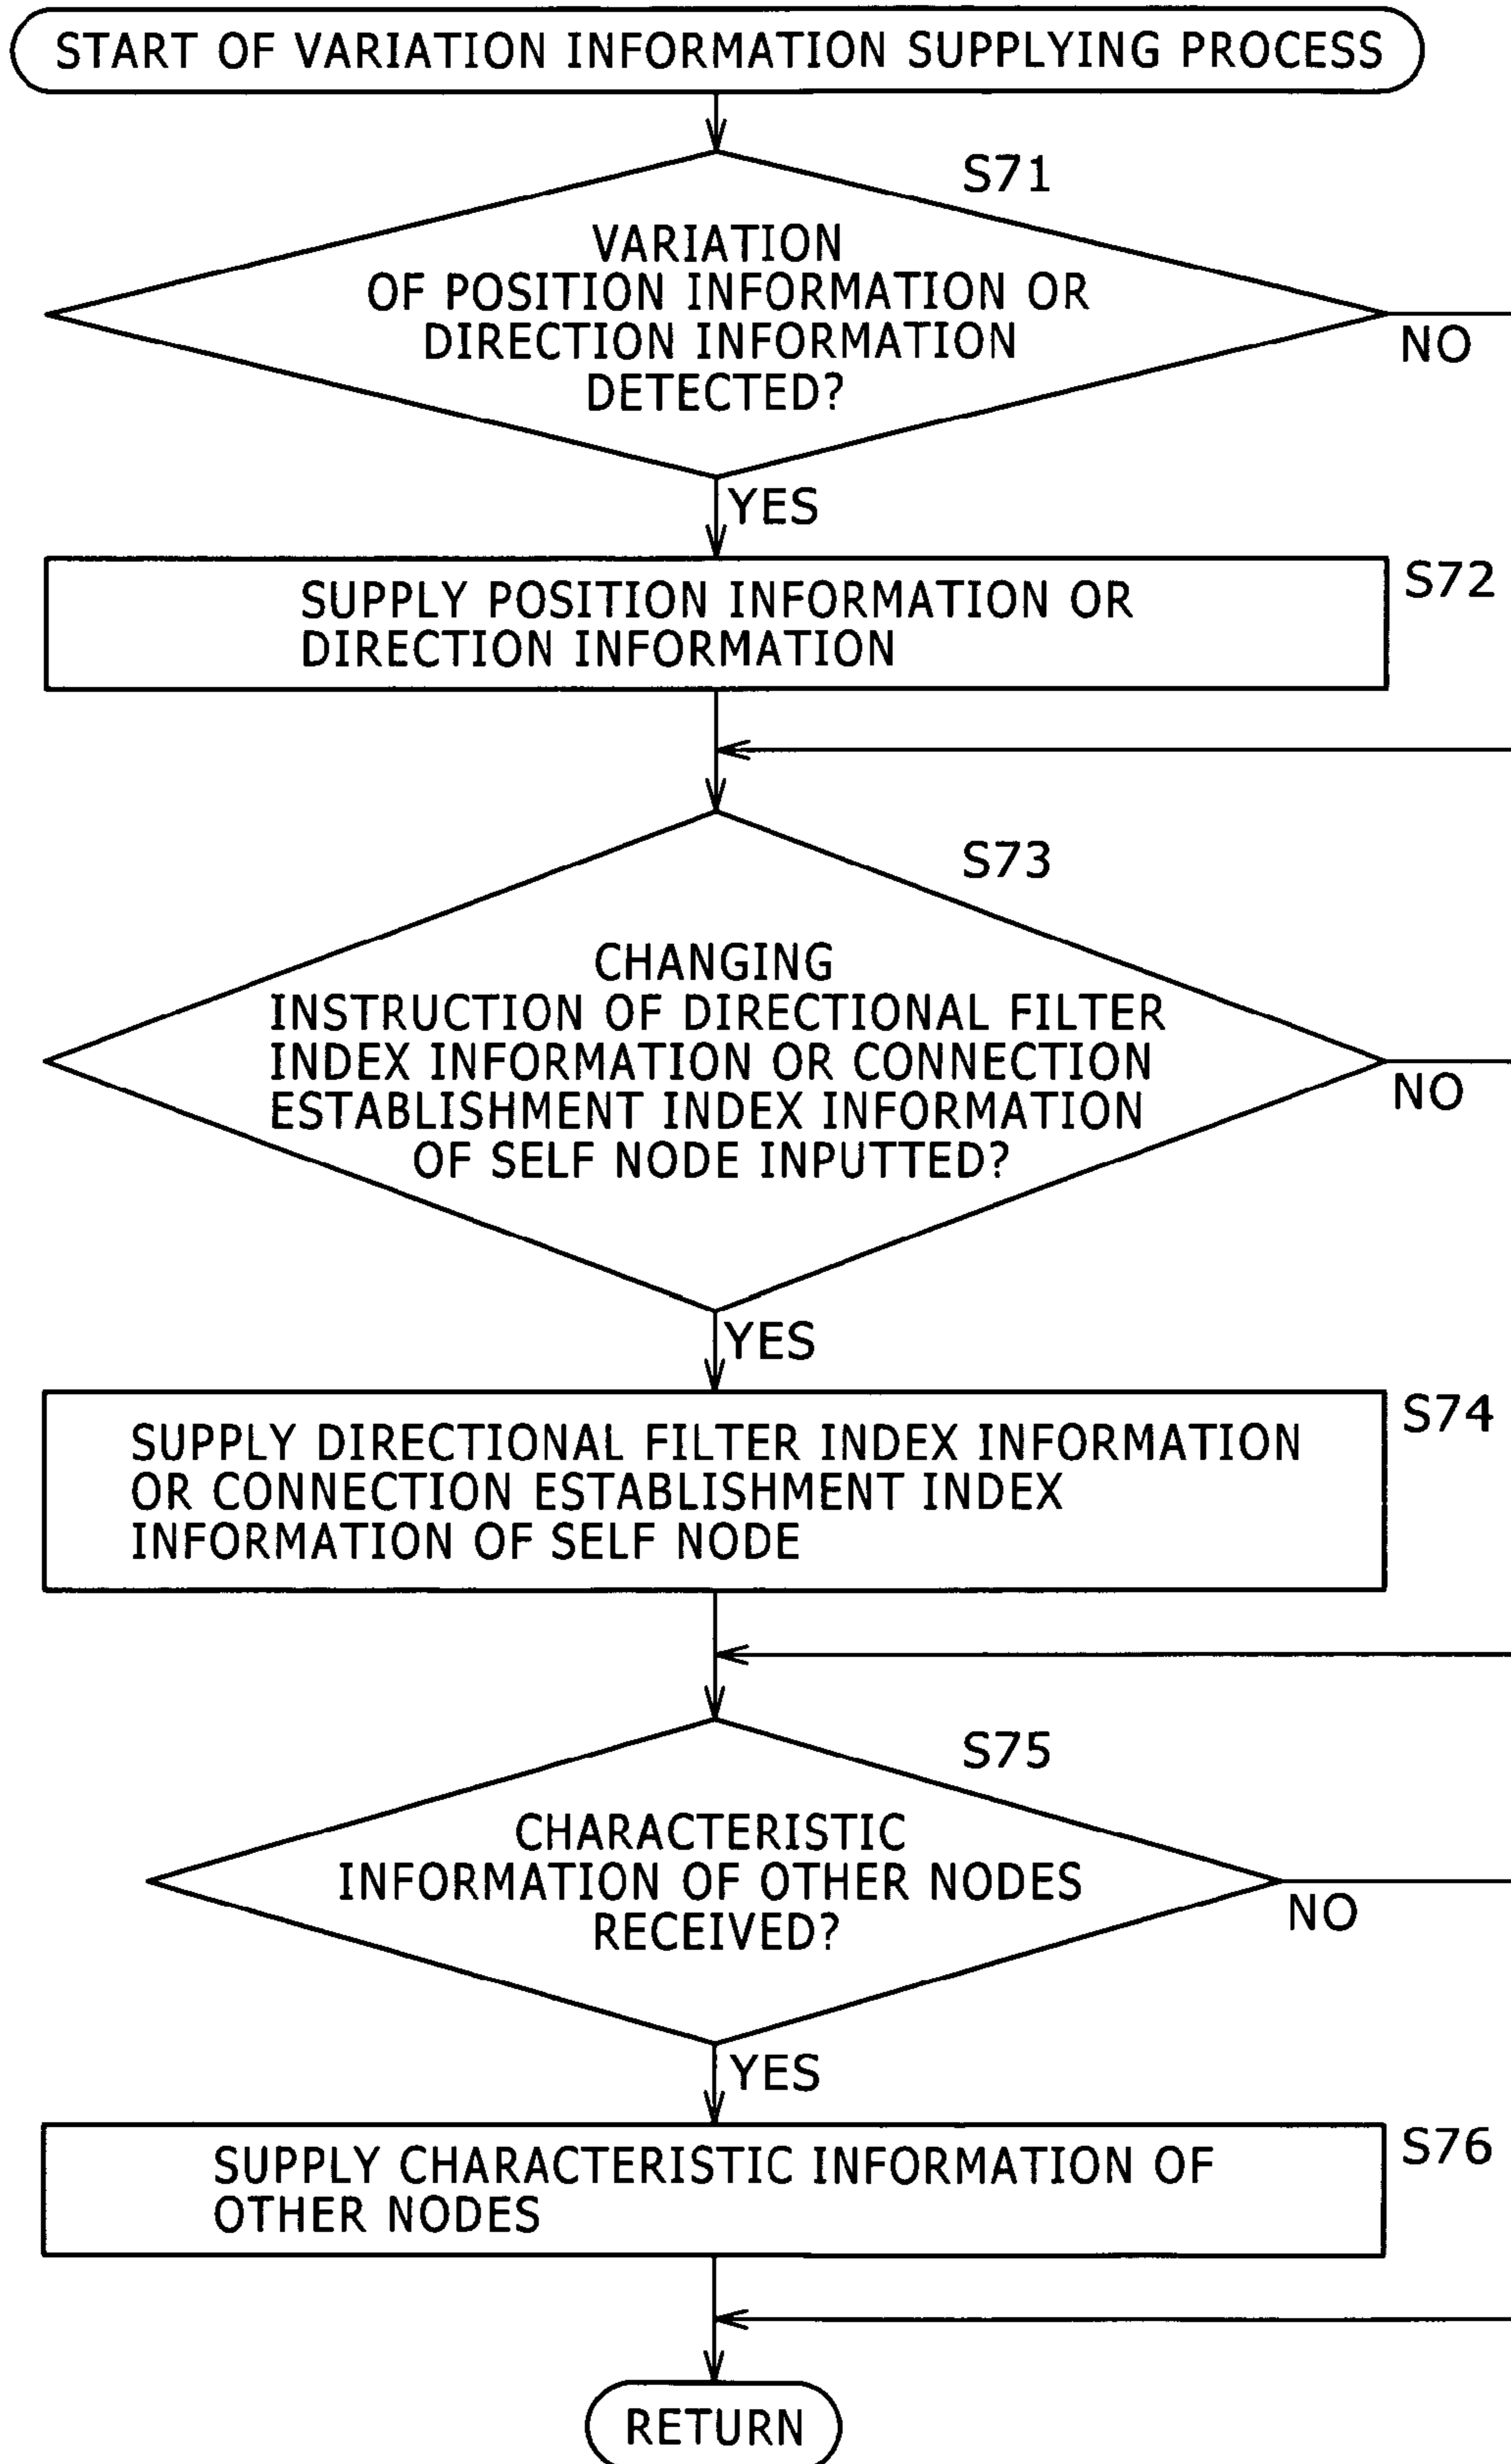 START OF VARIATION INFORMATION SUPPLYING PROCESS
S71
VARIATION
OF POSITION INFORMATION OR
DIRECTION INFORMATION
DETECTED?
NO
YES
S72
SUPPLY POSITION INFORMATION OR
DIRECTION INFORMATION
S73
CHANGING
INSTRUCTION OF DIRECTIONAL FILTER
INDEX INFORMATION OR CONNECTION
ESTABLISHMENT INDEX INFORMATION
OF SELF NODE INPUTTED?
NO
YES
S74
SUPPLY DIRECTIONAL FILTER INDEX INFORMATION
OR CONNECTION ESTABLISHMENT INDEX
INFORMATION OF SELF NODE
S75
CHARACTERISTIC
INFORMATION OF OTHER NODES
RECEIVED?
NO
YES
S76
SUPPLY CHARACTERISTIC INFORMATION OF
OTHER NODES
RETURN